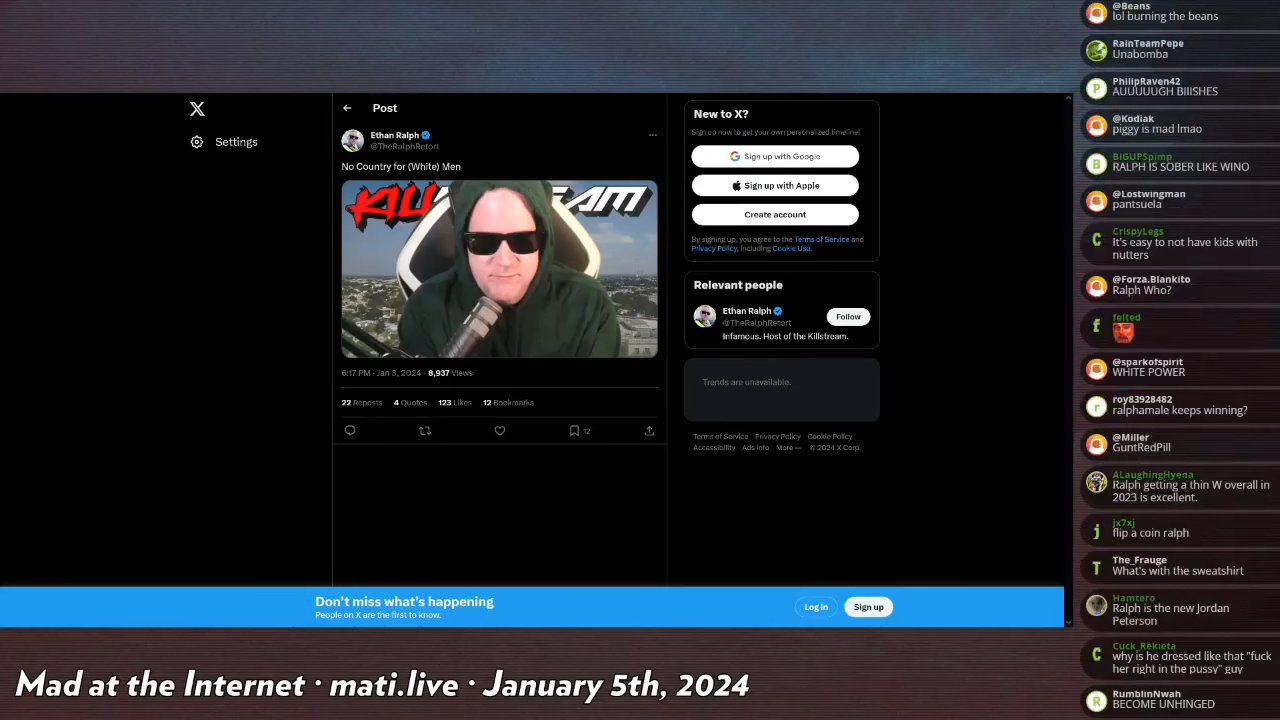 Settings
Post
Ethan Ralph
@TheRalphRetort
No Country for (White) Men
KILL
EAM
6:17 PM · Jan 3, 2024 · 8,937 Views
22 Reposts 4 Quotes 123 Likes 12 Bookmarks
12
New to X?
Sign up now to get your own personalized timeline!
Sign up with Google
Sign up with Apple
Create account
By signing up, you agree to the Terms of Service and
Privacy Policy, including Cookie Use.
Relevant people
Ethan Ralph
@TheRalphRetort
Follow
Infamous. Host of the Killstream.
Trends are unavailable.
Terms of Service Privacy Policy Cookie Policy
Accessibility Ads info More ··· © 2024 X Corp.
Don't miss what's happening
People on X are the first to know.
Log in
Sign up
Mad at the Internet · mati.live · January 5th, 2024
@Beans
lol burning the beans
RainTeamPepe
Unabomba
P
PhilipRaven42
AUUUUUGH BIIISHES
@Kodiak
piggy is mad lmao
B
BIGUPSpimp
RALPH IS SOBER LIKE WINO
@Lostwingman
pantsuela
C
CrispyLegs
It's easy to not have kids with
nutters
@Forza.Blankito
Ralph Who?
f
felted
@sparkofspirit
WHITE POWER
r
roy83928482
ralphamale keeps winning?
@Miller
GuntRedPill
ALaughingHyena
Ralph getting a thin W overall in
2023 is excellent.
j
jx7xj
flip a coin ralph
T
The_Frauge
What's with the sweatshirt
Hamtero
Ralph is the new Jordan
Peterson
C
Cuck_Rekieta
why is he dressed like that "fuck
her right in the pussy" guy
R
RumblinNwah
BECOME UNHINGED